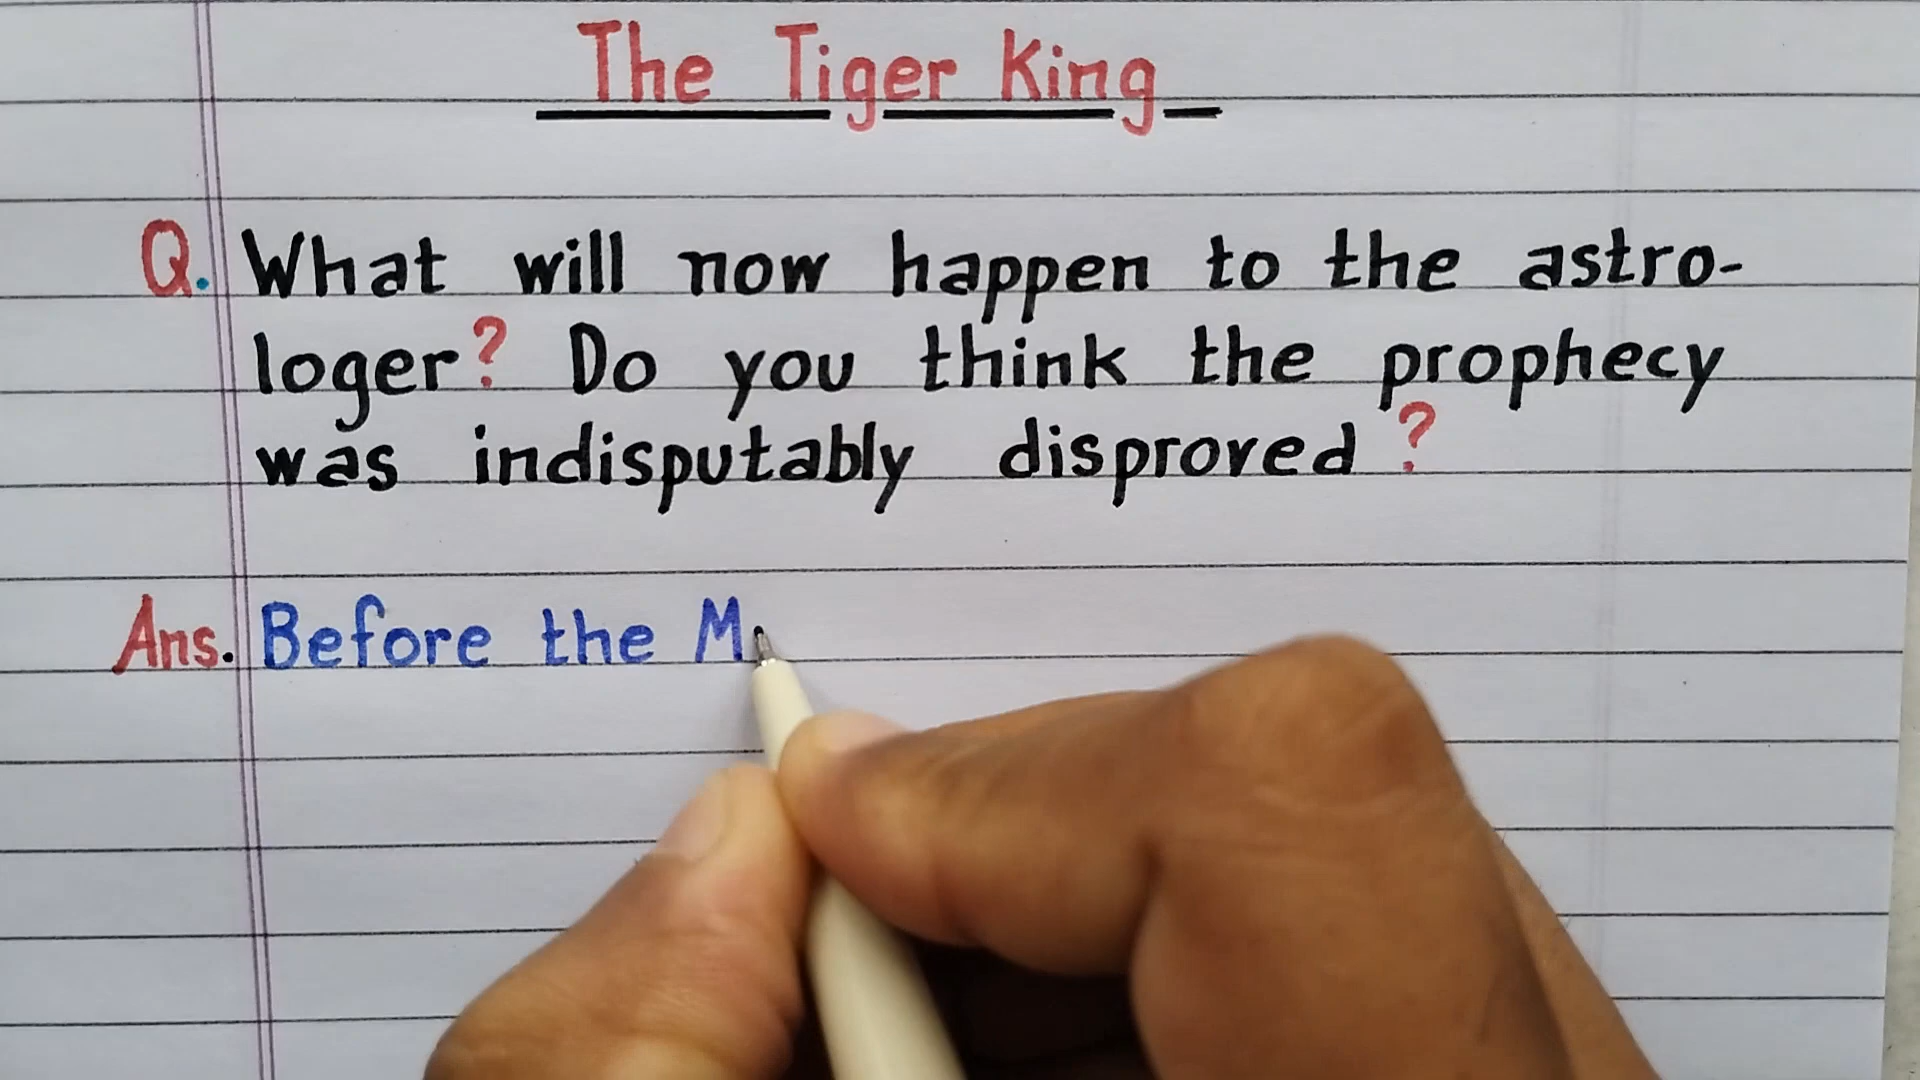 The Tiger King
Q. What will now happen to the astro-
loger? Do you think the prophecy
was indisputably disproved?
Ans. Before the M